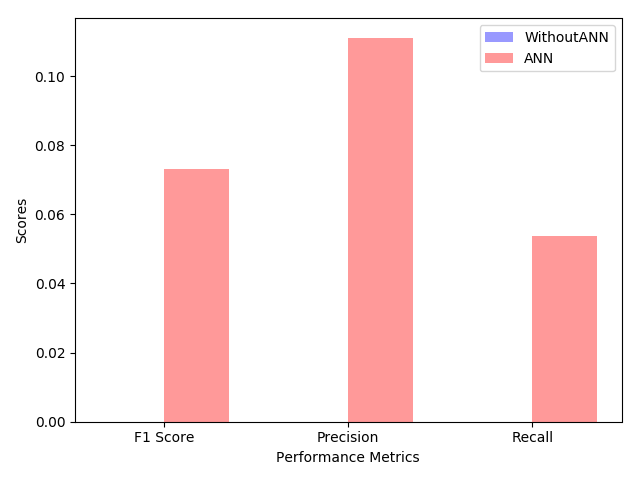 WithoutANN
ANN
0.10
0.08
0.06
0.04
0.02
0.00
Scores
F1 Score
Precision
Recall
Performance Metrics